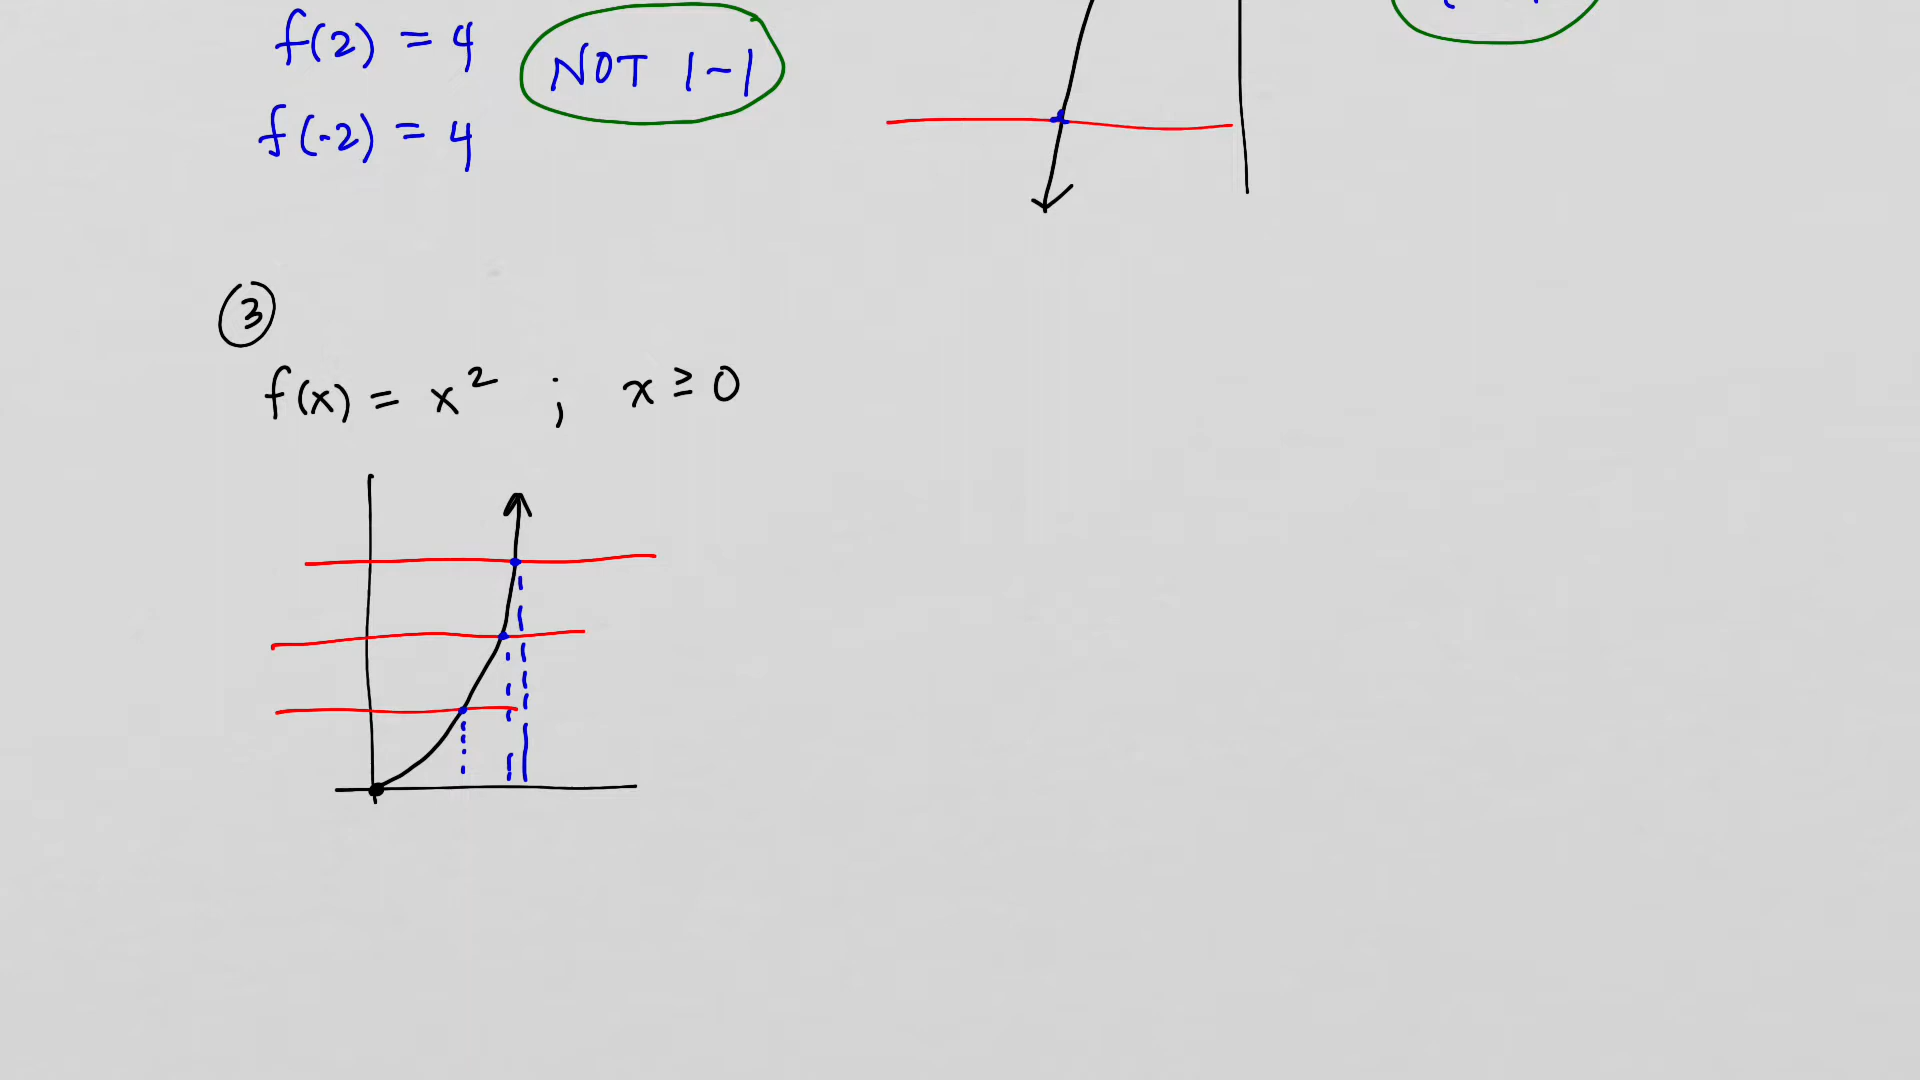 f(2) = 4
f(-2) = 4
NOT 1-1
3
f(x) = x² ; x ≥ 0